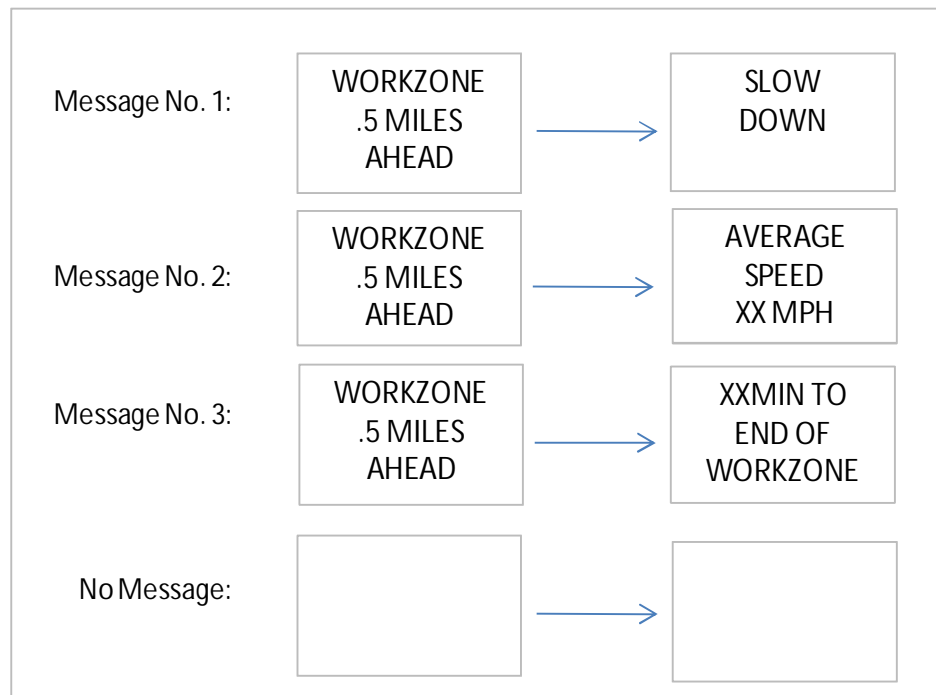 Message No. 1:
WORKZONE
.5 MILES
AHEAD
SLOW
DOWN
Message No. 2:
WORKZONE
.5 MILES
AHEAD
AVERAGE
SPEED
XX MPH
Message No. 3:
WORKZONE
.5 MILES
AHEAD
XXMIN TO
END OF
WORKZONE
No Message: